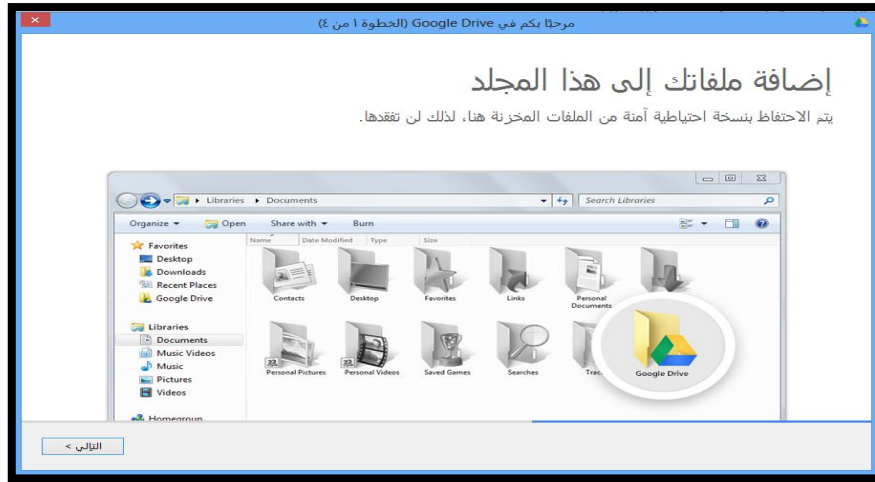 مرحبًا بكم في Google Drive (الخطوة ١ من ٤)
إضافة ملفاتك إلى هذا المجلد
يتم الاحتفاظ بنسخة احتياطية آمنة من الملفات المخزنة هنا، لذلك لن تفقدها.
Libraries Documents
Search Libraries
Organize Open Share with Burn
Name Date Modified Type Size
Favorites
Desktop
Downloads
Recent Places
Google Drive
Libraries
Documents
Music Videos
Music
Pictures
Videos
Homegroup
Contacts Desktop Favorites Links Personal Documents
Personal Pictures Personal Videos Saved Games Searches Google Drive
التالي >